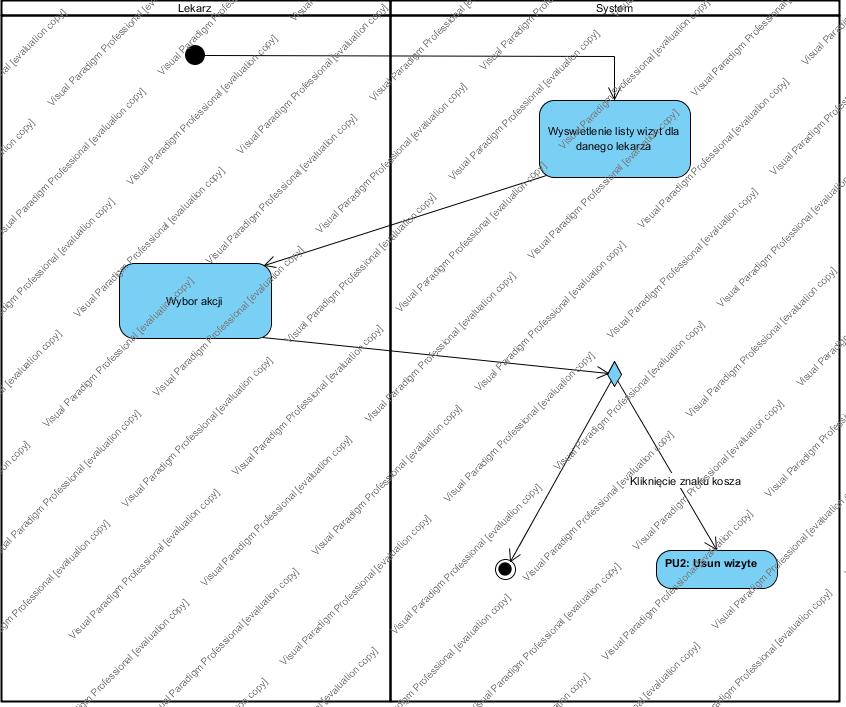 Lekarz
System
Wyswietlenie listy wizyt dla
danego lekarza
Wybor akcji
Kliknięcie znaku kosza
PU2: Usun wizyte
Visual Paradigm Professional [evaluation copy]